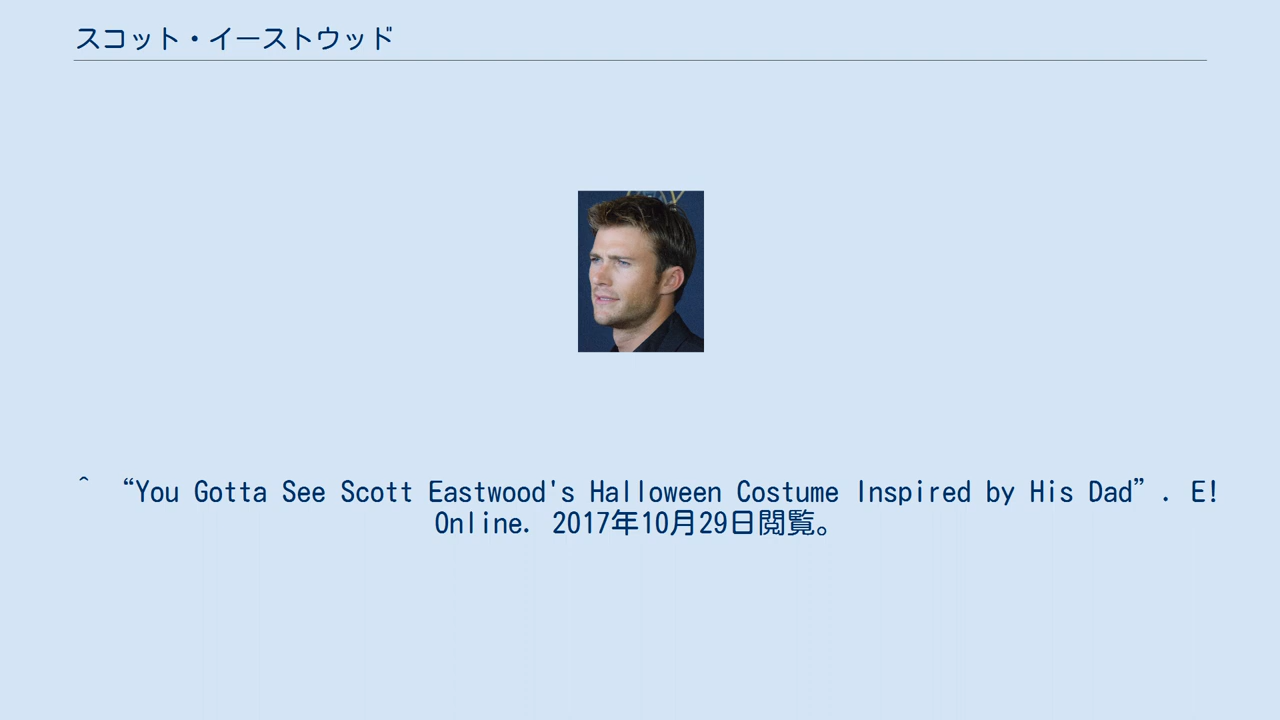 スコット・イーストウッド
^ “You Gotta See Scott Eastwood's Halloween Costume Inspired by His Dad”. E!
Online. 2017年10月29日閲覧。